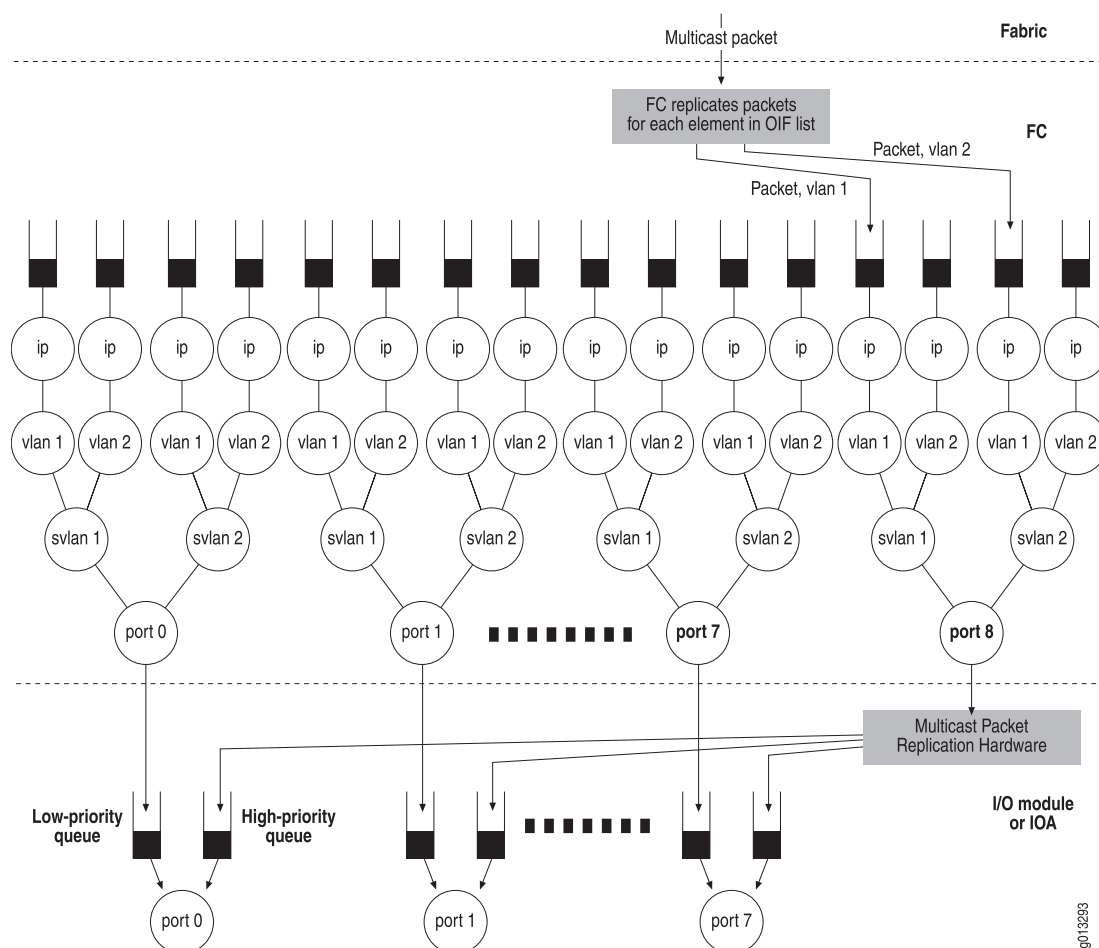 Multicast packet
Fabric
FC replicates packets
for each element in OIF list
FC
Packet, vlan 2
Packet, vlan 1
ip ip ip ip ip ip ip ip ip ip ip ip ip ip ip ip
vlan 1 vlan 2 vlan 1 vlan 2 vlan 1 vlan 2 vlan 1 vlan 2 vlan 1 vlan 2 vlan 1 vlan 2 vlan 1 vlan 2 vlan 1 vlan 2
svlan 1 svlan 2 svlan 1 svlan 2 svlan 1 svlan 2 svlan 1 svlan 2
port 0 port 1 port 7 port 8
Multicast Packet
Replication Hardware
Low-priority
queue
High-priority
queue
I/O module
or IOA
port 0 port 1 port 7
g013293